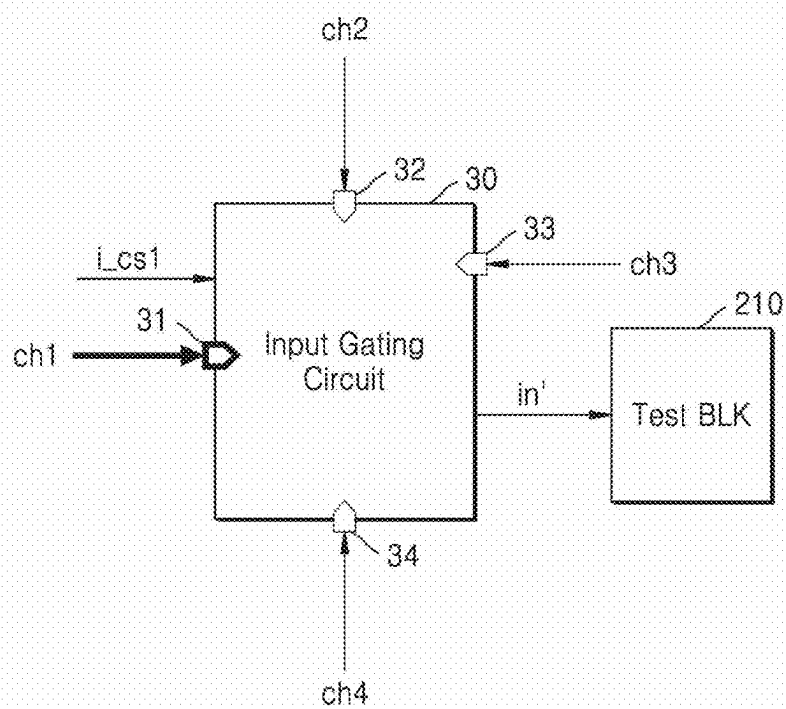 ch2
32
30
33
i_cs1
ch3
31
210
ch1
Input Gating
Circuit
in'
Test BLK
34
ch4